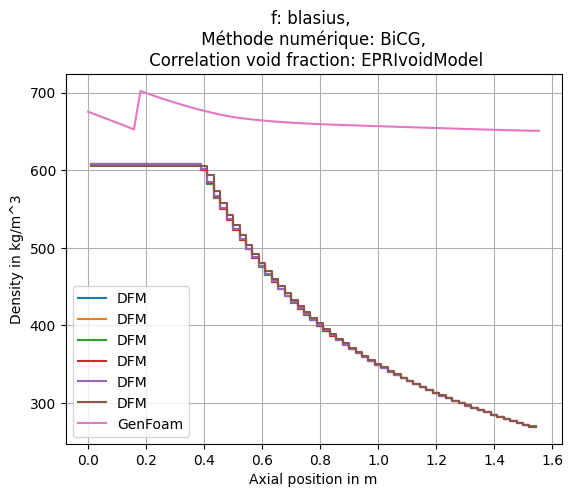 f: blasius,
Méthode numérique: BiCG,
Correlation void fraction: EPRIvoidModel
Density in kg/m^3
700
600
500
400
300
DFM
DFM
DFM
DFM
DFM
DFM
GenFoam
0.0 0.2 0.4 0.6 0.8 1.0 1.2 1.4 1.6
Axial position in m